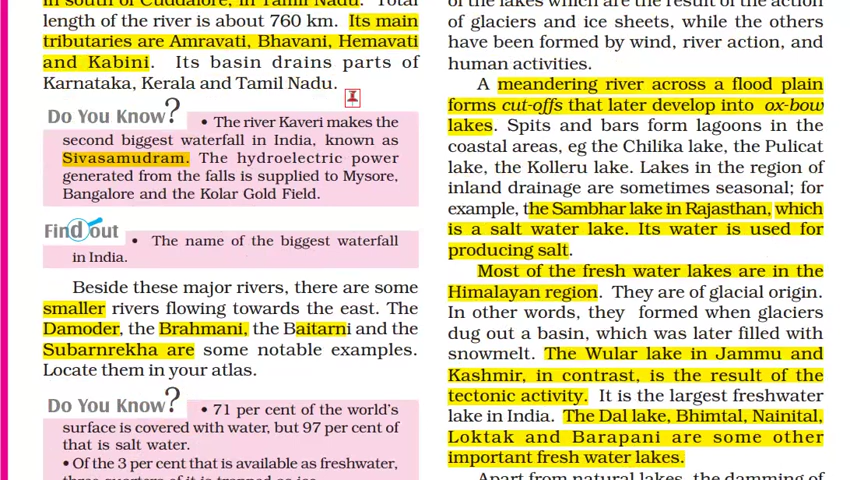 in south of Cuddalore, in Tamil Nadu. Total
length of the river is about 760 km. Its main
tributaries are Amravati, Bhavani, Hemavati
and Kabini. Its basin drains parts of
Karnataka, Kerala and Tamil Nadu.
Do You Know? • The river Kaveri makes the
second biggest waterfall in India, known as
Sivasamudram. The hydroelectric power
generated from the falls is supplied to Mysore,
Bangalore and the Kolar Gold Field.
Find out • The name of the biggest waterfall
in India.
Beside these major rivers, there are some
smaller rivers flowing towards the east. The
Damoder, the Brahmani, the Baitarni and the
Subarnrekha are some notable examples.
Locate them in your atlas.
Do You Know? • 71 per cent of the world's
surface is covered with water, but 97 per cent of
that is salt water.
• Of the 3 per cent that is available as freshwater,
three quarters of it is trapped as ice.
of the lakes which are the result of the action
of glaciers and ice sheets, while the others
have been formed by wind, river action, and
human activities.
A meandering river across a flood plain
forms cut-offs that later develop into ox-bow
lakes. Spits and bars form lagoons in the
coastal areas, eg the Chilika lake, the Pulicat
lake, the Kolleru lake. Lakes in the region of
inland drainage are sometimes seasonal; for
example, the Sambhar lake in Rajasthan, which
is a salt water lake. Its water is used for
producing salt.
Most of the fresh water lakes are in the
Himalayan region. They are of glacial origin.
In other words, they formed when glaciers
dug out a basin, which was later filled with
snowmelt. The Wular lake in Jammu and
Kashmir, in contrast, is the result of the
tectonic activity. It is the largest freshwater
lake in India. The Dal lake, Bhimtal, Nainital,
Loktak and Barapani are some other
important fresh water lakes.
Apart from natural lakes, the damming of